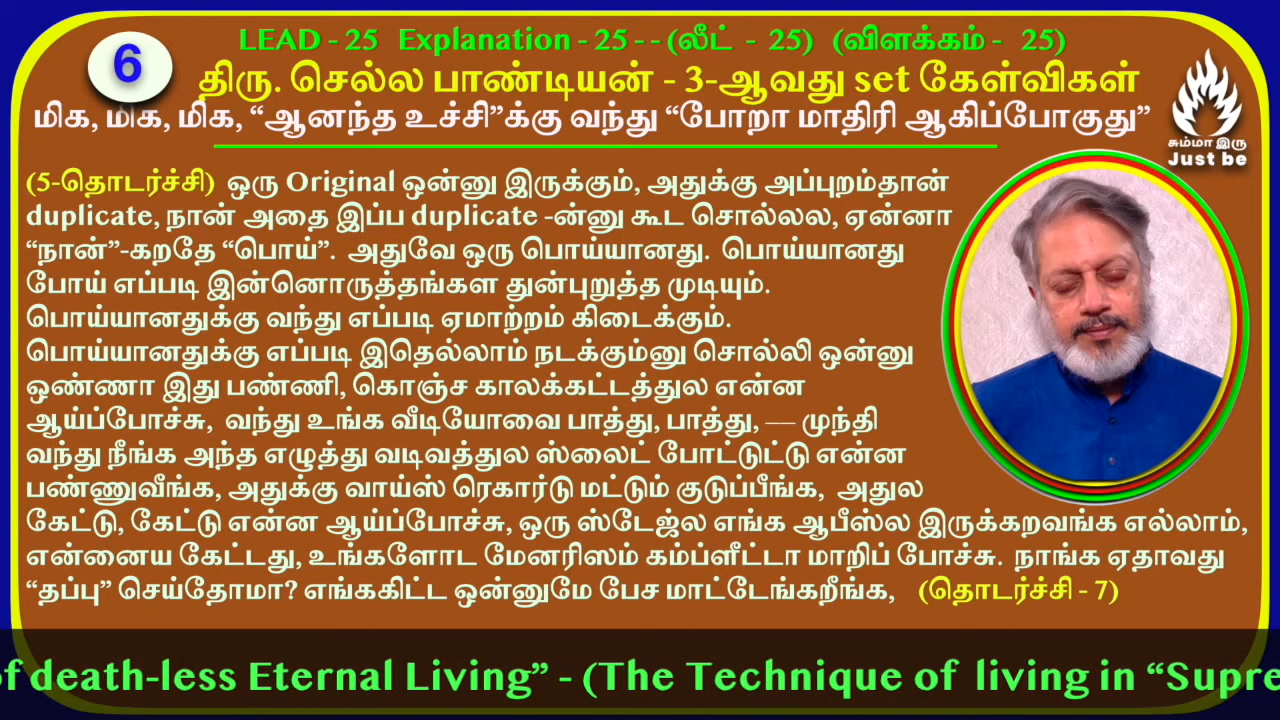 LEAD - 25 Explanation - 25 - - (லீட் - 25) (விளக்கம் - 25)
6
திரு. செல்ல பாண்டியன் - 3-ஆவது set கேள்விகள்
மிக, மிக, மிக, “ஆனந்த உச்சி”க்கு வந்து “போறா மாதிரி ஆகிப்போகுது”
சும்மா இரு
Just be
(5-தொடர்ச்சி) ஒரு Original ஒன்னு இருக்கும், அதுக்கு அப்புறம்தான்
duplicate, நான் அதை இப்ப duplicate -ன்னு கூட சொல்லல, ஏன்னா
“நான்”-கறதே “பொய்”. அதுவே ஒரு பொய்யானது. பொய்யானது
போய் எப்படி இன்னொருத்தங்கள துன்புறுத்த முடியும்.
பொய்யானதுக்கு வந்து எப்படி ஏமாற்றம் கிடைக்கும்.
பொய்யானதுக்கு எப்படி இதெல்லாம் நடக்கும்னு சொல்லி ஒன்னு
ஒண்ணா இது பண்ணி, கொஞ்ச காலக்கட்டத்துல என்ன
ஆய்ப்போச்சு, வந்து உங்க வீடியோவை பாத்து, பாத்து, — முந்தி
வந்து நீங்க அந்த எழுத்து வடிவத்துல ஸ்லைட் போட்டுட்டு என்ன
பண்ணுவீங்க, அதுக்கு வாய்ஸ் ரெகார்டு மட்டும் குடுப்பீங்க, அதுல
கேட்டு, கேட்டு என்ன ஆய்ப்போச்சு, ஒரு ஸ்டேஜ்ல எங்க ஆபீஸ்ல இருக்கறவங்க எல்லாம்,
என்னைய கேட்டது, உங்களோட மேனரிஸம் கம்ப்ளீட்டா மாறிப் போச்சு. நாங்க ஏதாவது
“தப்பு” செய்தோமா? எங்ககிட்ட ஒன்னுமே பேச மாட்டேங்கறீங்க, (தொடர்ச்சி - 7)
of death-less Eternal Living” - (The Technique of living in “Supre